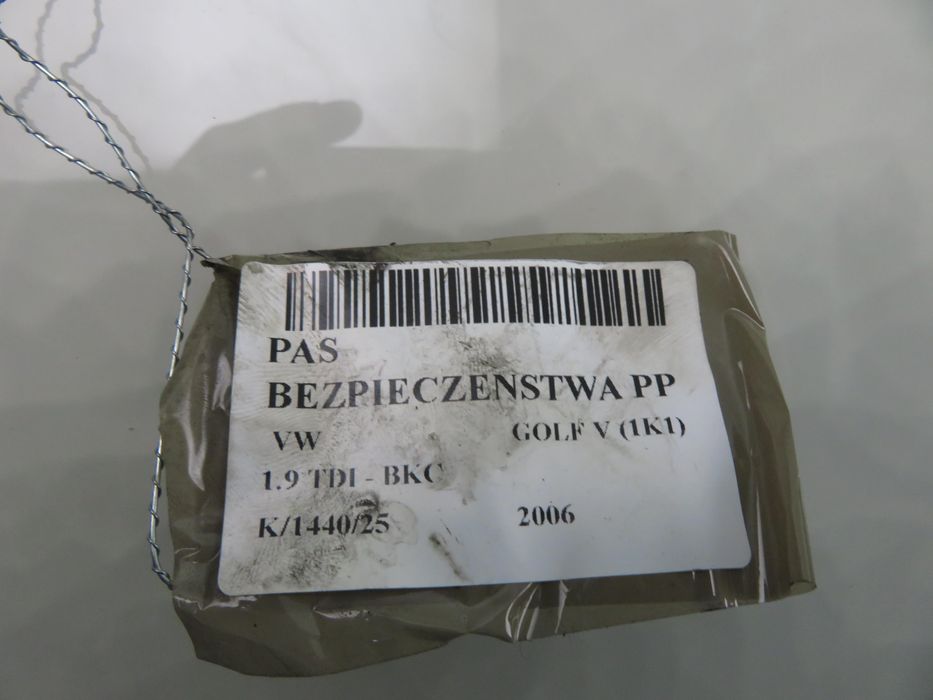 PAS
BEZPIECZENSTWA PP
VW GOLF V (1K1)
1.9 TDI - BKC
K/1440/25 2006